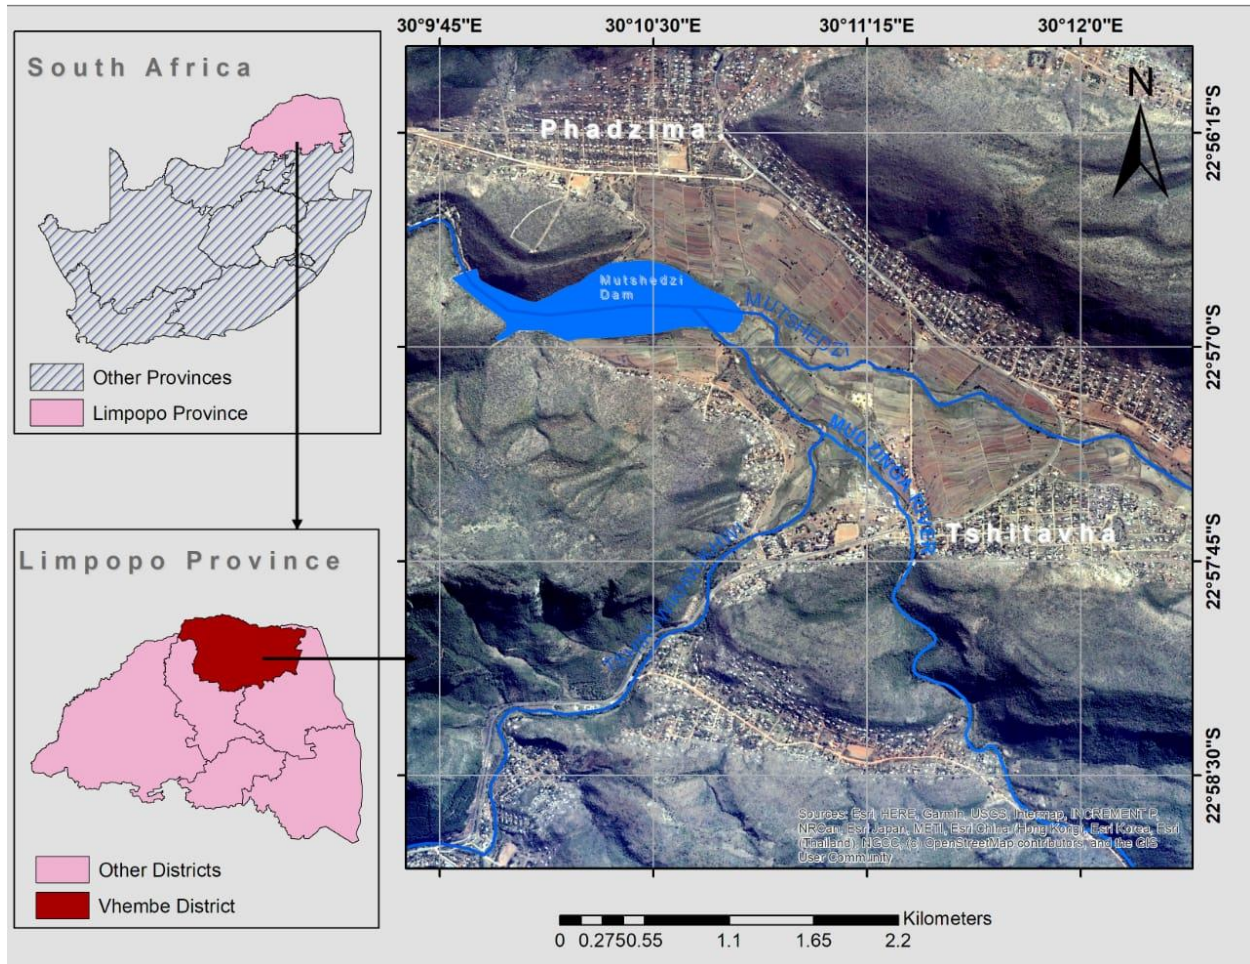 South Africa
Other Provinces
Limpopo Province
Limpopo Province
Other Districts
Vhembe District
30°9'45"E
30°10'30"E
30°11'15"E
30°12'0"E
N
22°56'15"S
22°57'0"S
22°57'45"S
22°58'30"S
Phadzima
Mutshedzi
Dam
MUTSHEDZI
MUDZINGA RIVER
Tshitavha
Sources: Esri, HERE, Garmin, USGS, Intermap, INCREMENT P,
NRCan, Esri Japan, METI, Esri China (Hong Kong), Esri Korea, Esri
(Thailand), NGCC, (c) OpenStreetMap contributors, and the GIS
User Community
Kilometers
0 0.275 0.55 1.1 1.65 2.2